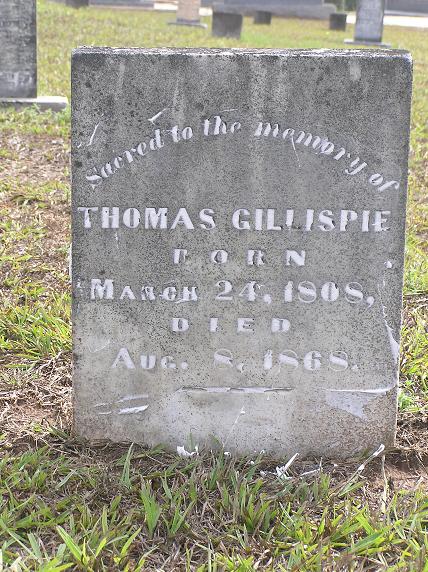 Sacred to the memory of
THOMAS GILLISPIE
BORN
MARCH 24, 1808,
DIED
AUG. 8, 1868.